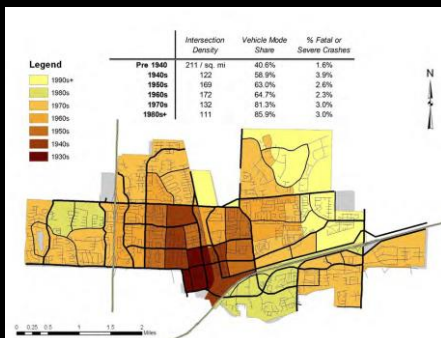 Intersection Density Vehicle Mode Share % Fatal or Severe Crashes
Pre 1940 211 / sq. mi 40.6% 1.6%
1940s 122 58.9% 3.9%
1950s 169 63.0% 2.6%
1960s 172 64.7% 2.3%
1970s 132 81.3% 3.0%
1980s+ 111 85.9% 3.0%
Legend
1990s+
1980s
1970s
1960s
1950s
1940s
1930s
N
0 0.25 0.5 1 1.5 2
Miles